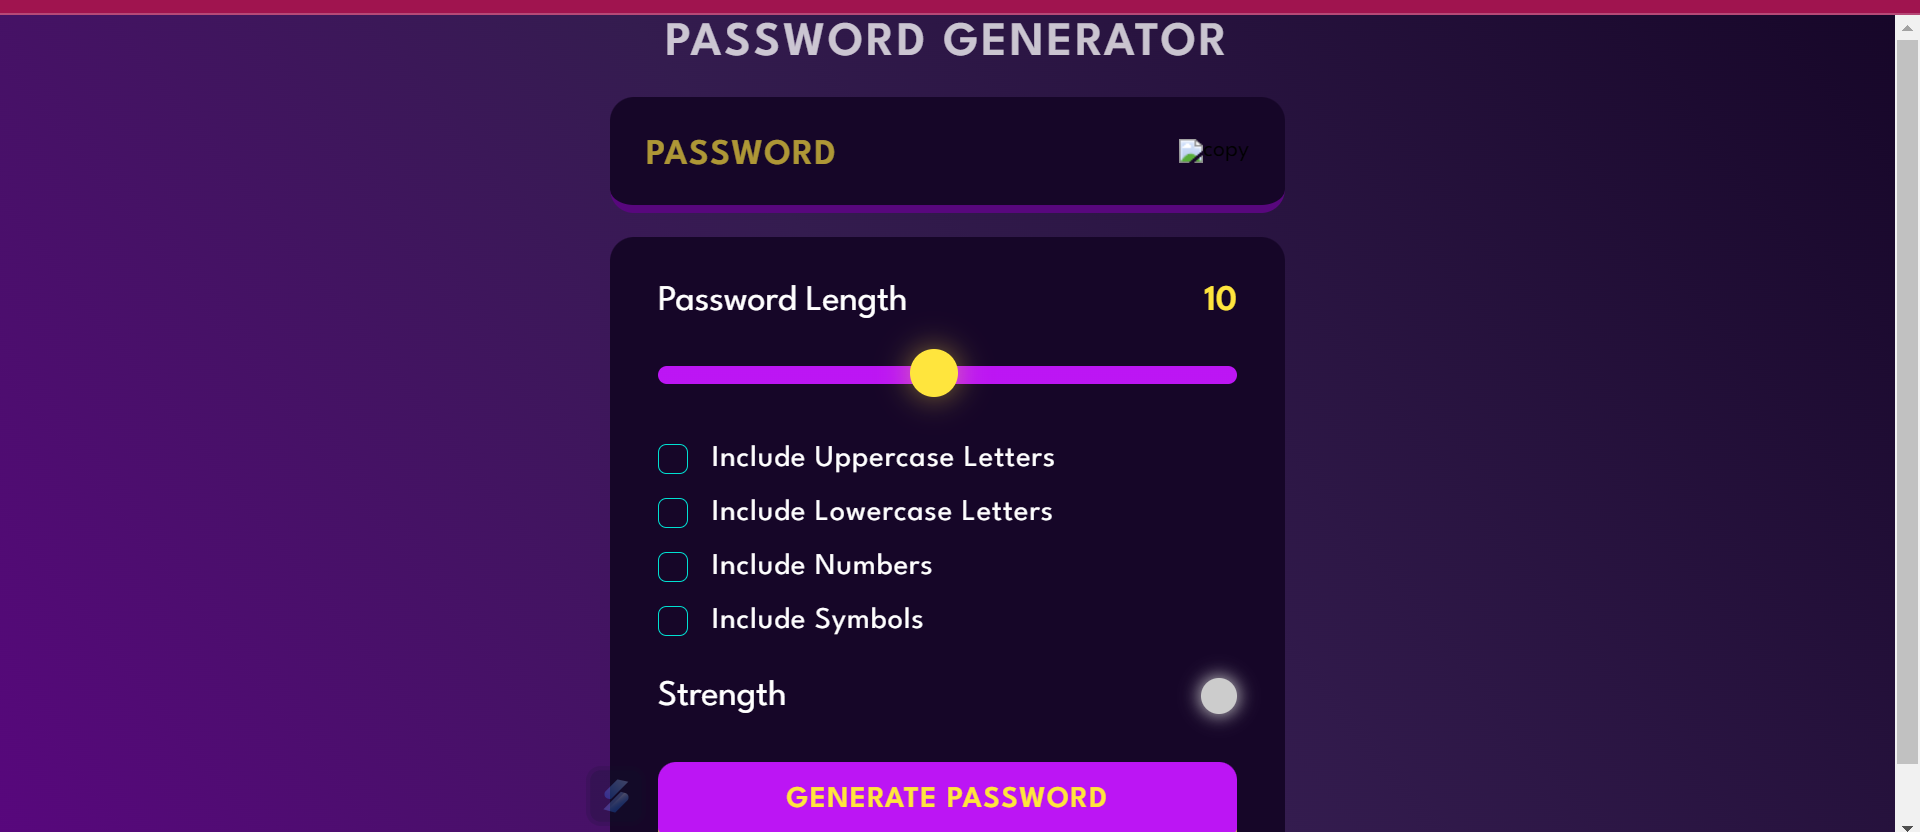 PASSWORD GENERATOR
PASSWORD
copy
Password Length
10
Include Uppercase Letters
Include Lowercase Letters
Include Numbers
Include Symbols
Strength
GENERATE PASSWORD